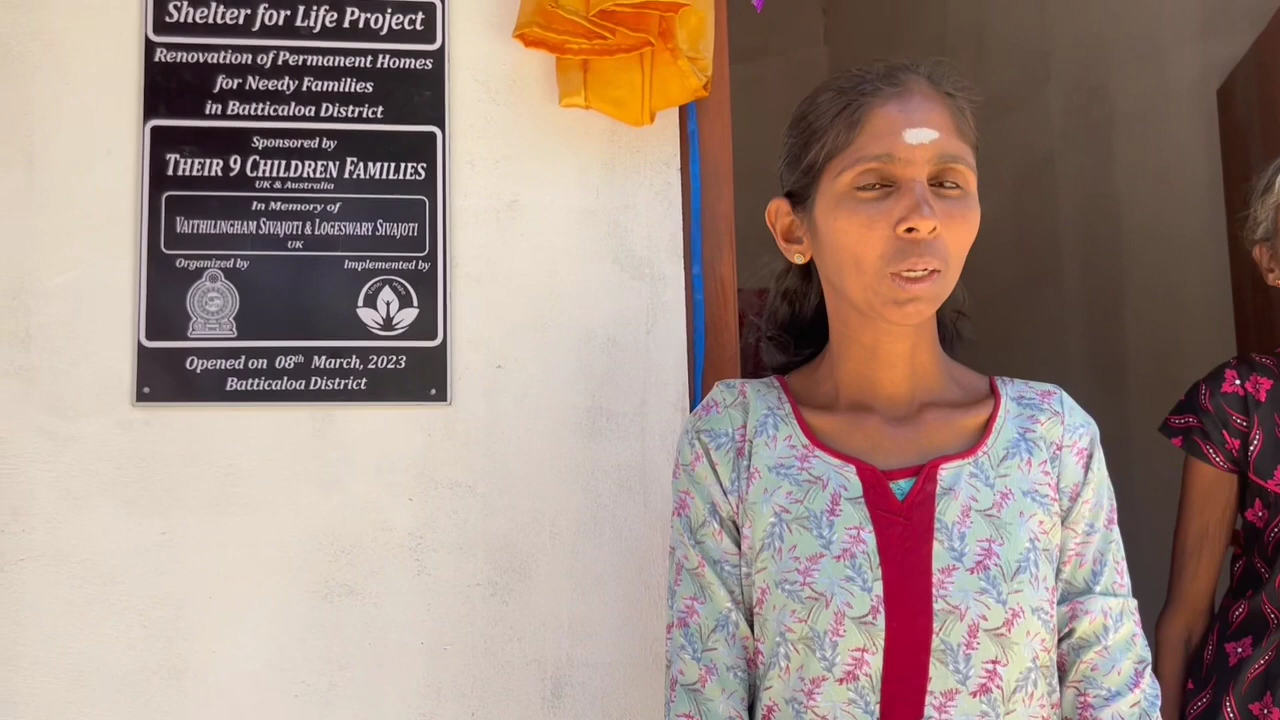 Shelter for Life Project
Renovation of Permanent Homes
for Needy Families
in Batticaloa District
Sponsored by
THEIR 9 CHILDREN FAMILIES
UK & Australia
In Memory of
VAITHILINGHAM SIVAJOTI & LOGESWARY SIVAJOTI
UK
Organized by
Implemented by
Vanni Hope
Opened on 08th March, 2023
Batticaloa District